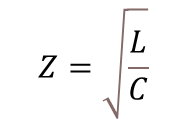 Z = √(L/C)